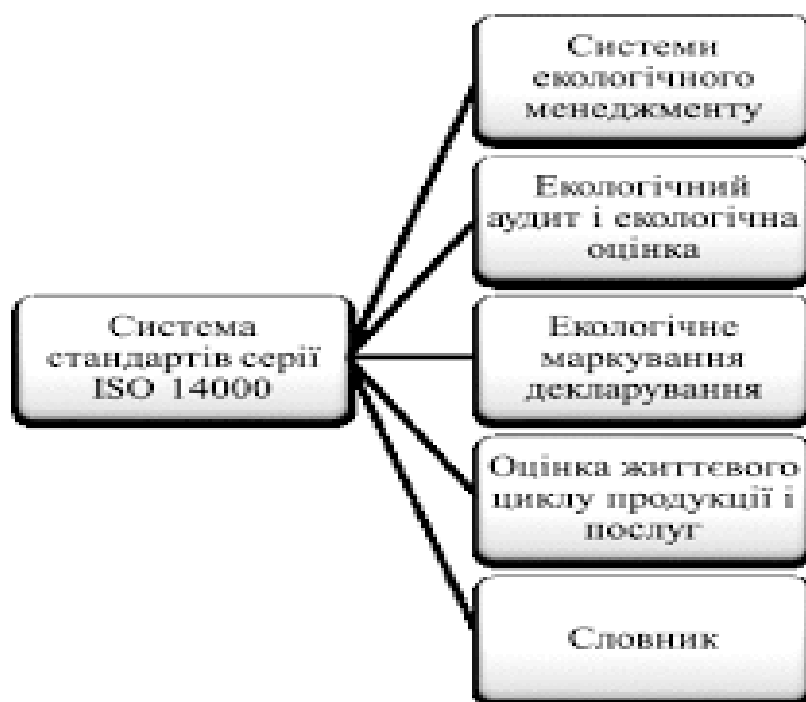 Системи
екологічного
менеджменту
Екологічний
аудит і екологічна
оцінка
Система
стандартів серії
ISO 14000
Екологічне
маркування
декларування
Оцінка життєвого
циклу продукції і
послуг
Словник